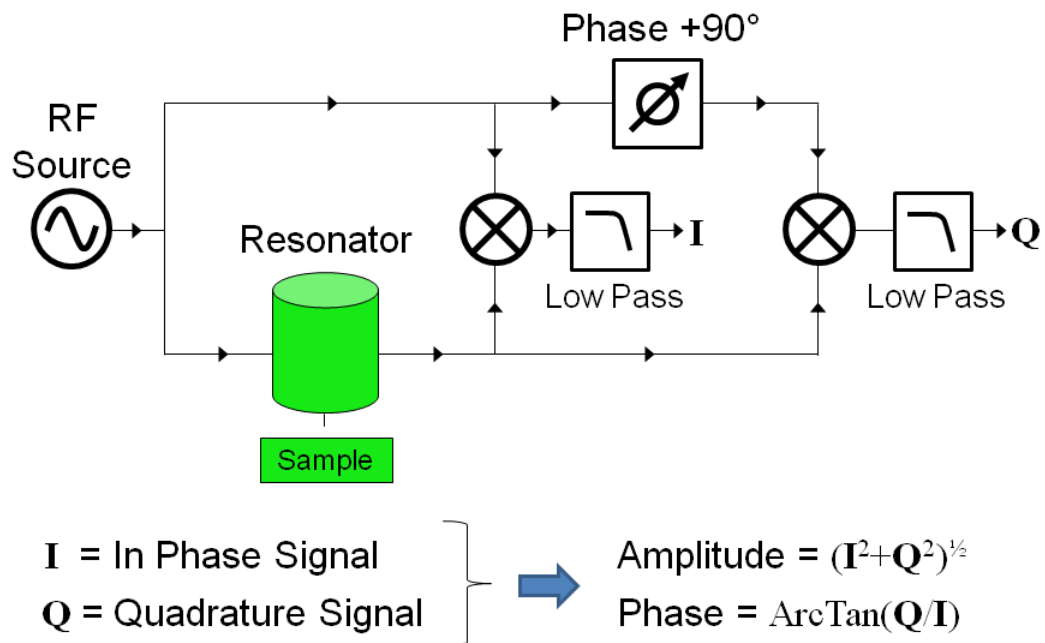 Phase +90°
RF
Source
Resonator
I
Q
Low Pass
Low Pass
Sample
I = In Phase Signal
Q = Quadrature Signal
Amplitude = (I²+Q²)^½
Phase = ArcTan(Q/I)